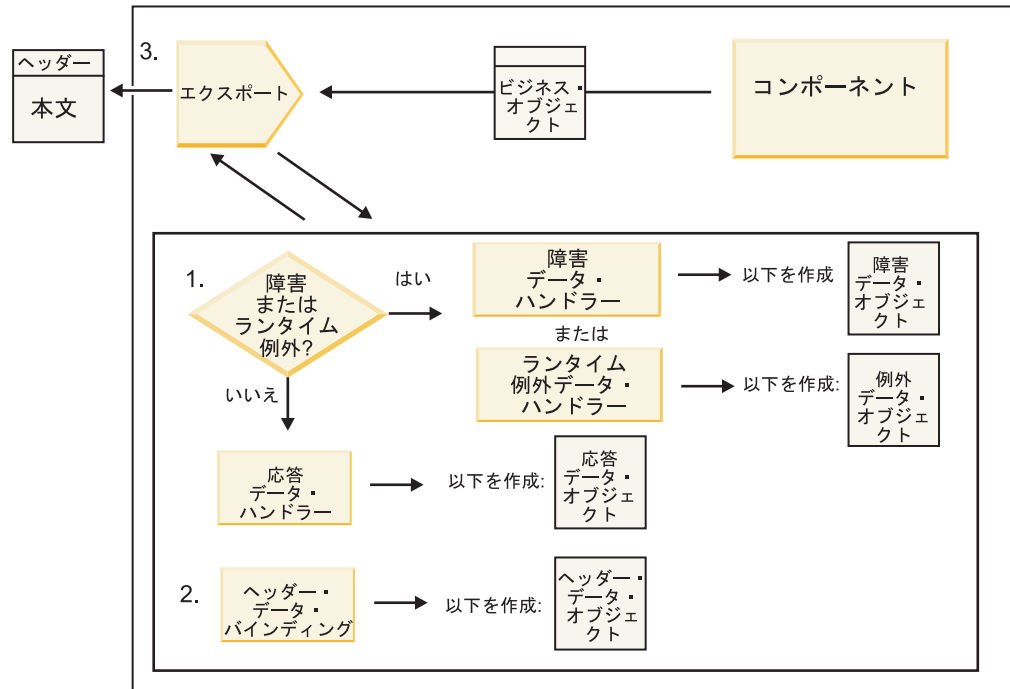 ヘッダー
本文
3.
エクスポート
ビジネス・
オブジェ
クト
コンポーネント
1.
障害
または
ランタイム
例外?
はい
障害
データ・
ハンドラー
以下を作成
障害
データ・
オブジェ
クト
または
ランタイム
例外データ・
ハンドラー
以下を作成:
例外
データ・
オブジェ
クト
いいえ
応答
データ・
ハンドラー
以下を作成:
応答
データ・
オブジェ
クト
2.
ヘッダー・
データ・
バインディング
以下を作成:
ヘッダー・
データ・
オブジェ
クト